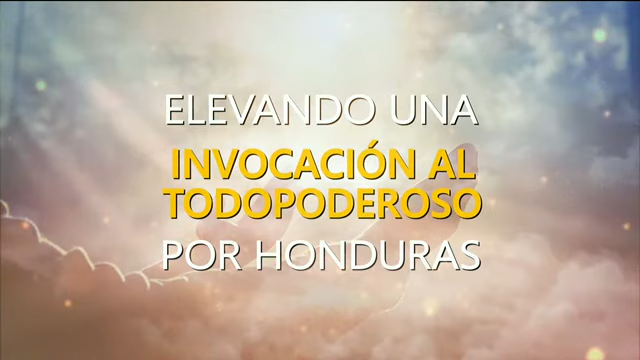 ELEVANDO UNA
INVOCACIÓN AL
TODOPODEROSO
POR HONDURAS